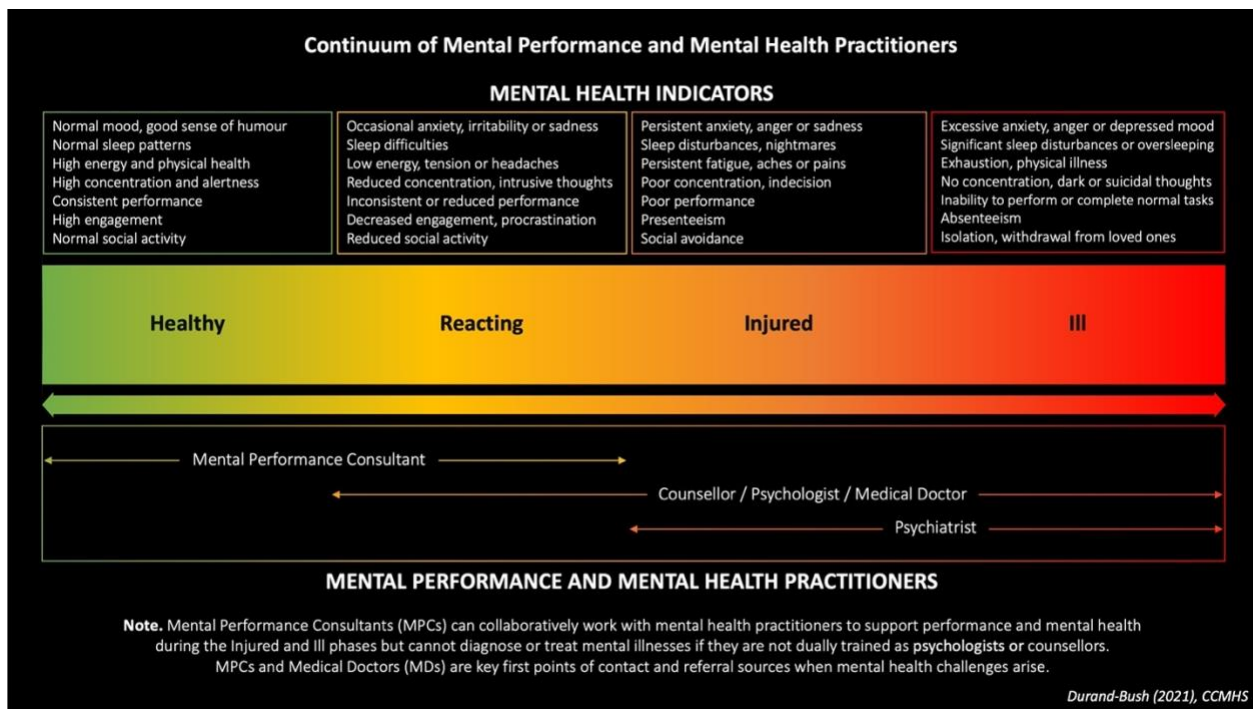 Continuum of Mental Performance and Mental Health Practitioners
MENTAL HEALTH INDICATORS
Normal mood, good sense of humour
Normal sleep patterns
High energy and physical health
High concentration and alertness
Consistent performance
High engagement
Normal social activity
Occasional anxiety, irritability or sadness
Sleep difficulties
Low energy, tension or headaches
Reduced concentration, intrusive thoughts
Inconsistent or reduced performance
Decreased engagement, procrastination
Reduced social activity
Persistent anxiety, anger or sadness
Sleep disturbances, nightmares
Persistent fatigue, aches or pains
Poor concentration, indecision
Poor performance
Presenteeism
Social avoidance
Excessive anxiety, anger or depressed mood
Significant sleep disturbances or oversleeping
Exhaustion, physical illness
No concentration, dark or suicidal thoughts
Inability to perform or complete normal tasks
Absenteeism
Isolation, withdrawal from loved ones
Healthy
Reacting
Injured
Ill
Mental Performance Consultant
Counsellor / Psychologist / Medical Doctor
Psychiatrist
MENTAL PERFORMANCE AND MENTAL HEALTH PRACTITIONERS
Note. Mental Performance Consultants (MPCs) can collaboratively work with mental health practitioners to support performance and mental health
during the Injured and Ill phases but cannot diagnose or treat mental illnesses if they are not dually trained as psychologists or counsellors.
MPCs and Medical Doctors (MDs) are key first points of contact and referral sources when mental health challenges arise.
Durand-Bush (2021), CCMHS